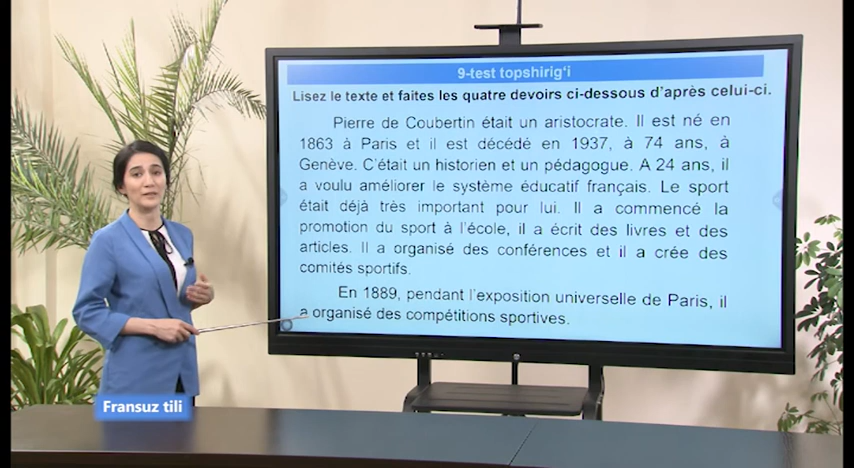 9-test topshirig‘i
Lisez le texte et faites les quatre devoirs ci-dessous d’après celui-ci.
Pierre de Coubertin était un aristocrate. Il est né en
1863 à Paris et il est décédé en 1937, à 74 ans, à
Genève. C’était un historien et un pédagogue. A 24 ans, il
a voulu améliorer le système éducatif français. Le sport
était déjà très important pour lui. Il a commencé la
promotion du sport à l’école, il a écrit des livres et des
articles. Il a organisé des conférences et il a crée des
comités sportifs.
En 1889, pendant l’exposition universelle de Paris, il
a organisé des compétitions sportives.
Fransuz tili